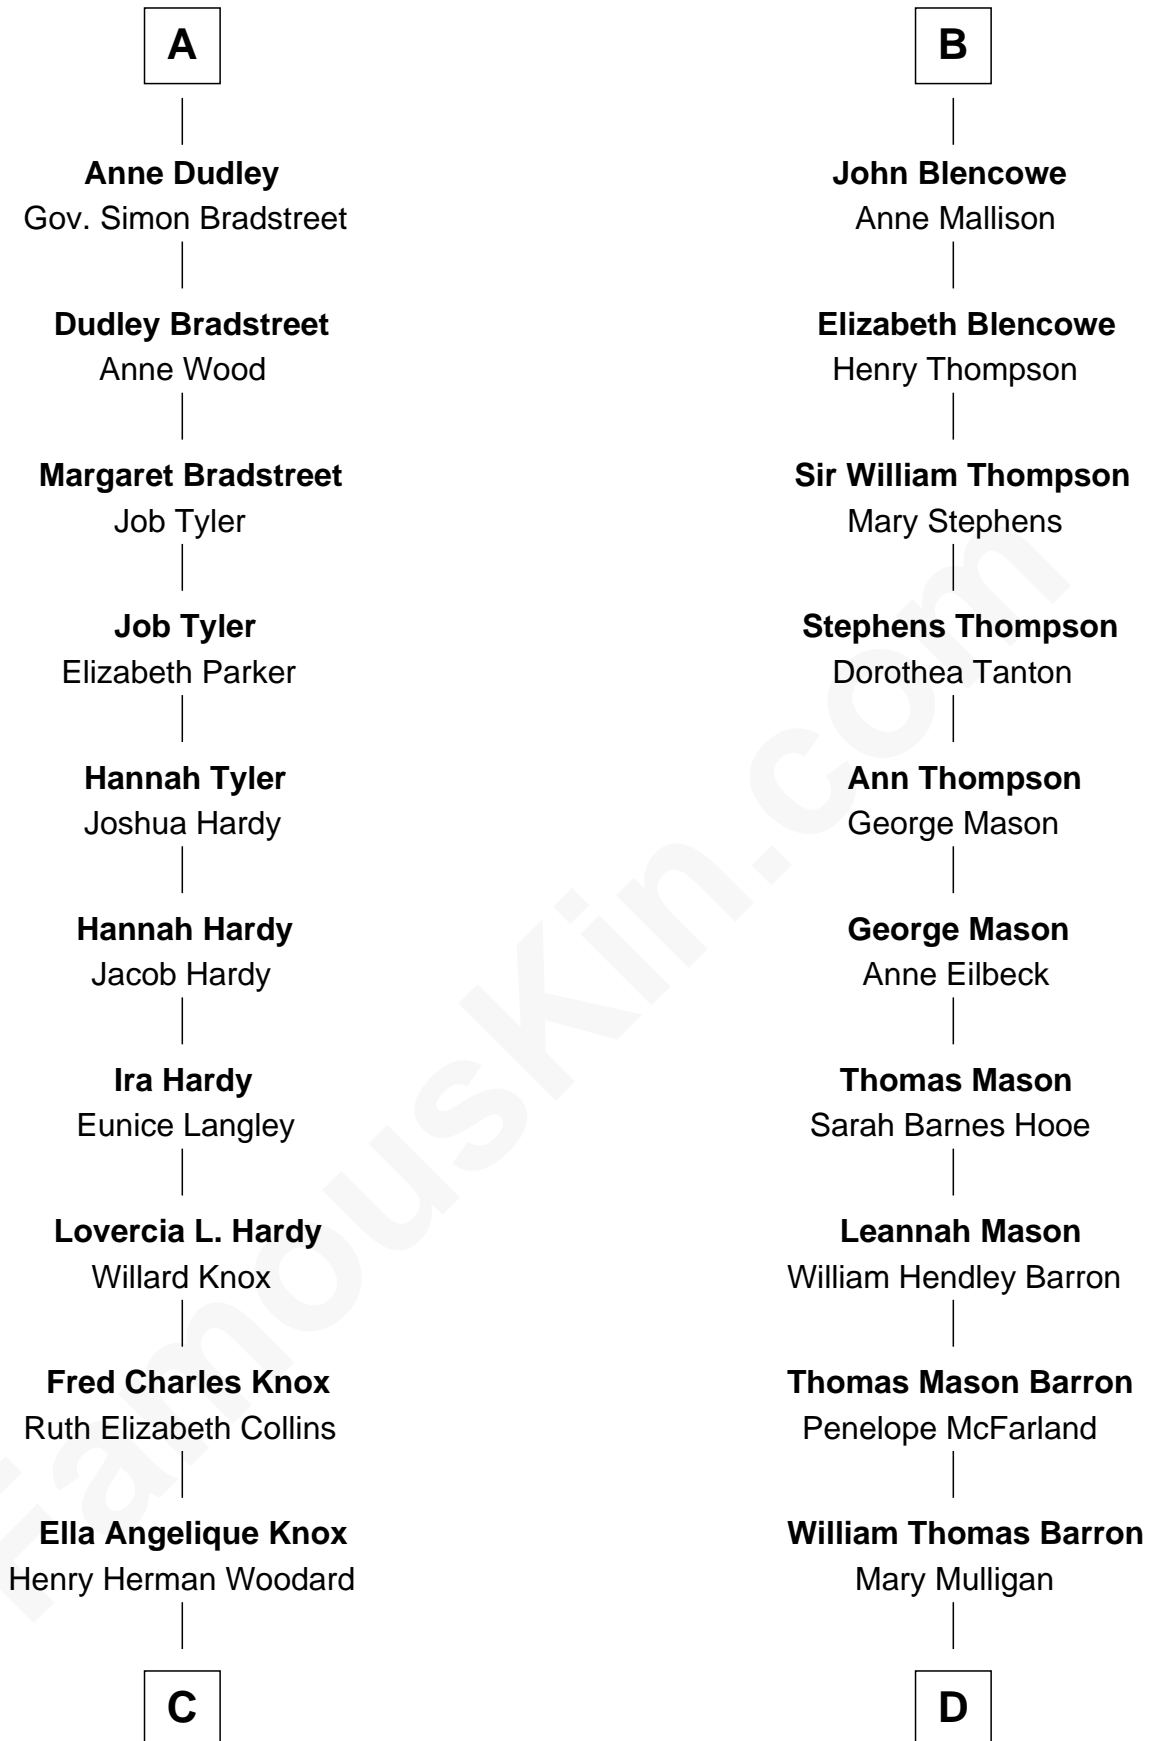 A
Anne Dudley
Gov. Simon Bradstreet
Dudley Bradstreet
Anne Wood
Margaret Bradstreet
Job Tyler
Job Tyler
Elizabeth Parker
Hannah Tyler
Joshua Hardy
Hannah Hardy
Jacob Hardy
Ira Hardy
Eunice Langley
Lovercia L. Hardy
Willard Knox
Fred Charles Knox
Ruth Elizabeth Collins
Ella Angelique Knox
Henry Herman Woodard
C
B
John Blencowe
Anne Mallison
Elizabeth Blencowe
Henry Thompson
Sir William Thompson
Mary Stephens
Stephens Thompson
Dorothea Tanton
Ann Thompson
George Mason
George Mason
Anne Eilbeck
Thomas Mason
Sarah Barnes Hooe
Leannah Mason
William Hendley Barron
Thomas Mason Barron
Penelope McFarland
William Thomas Barron
Mary Mulligan
D
FamousKin.com